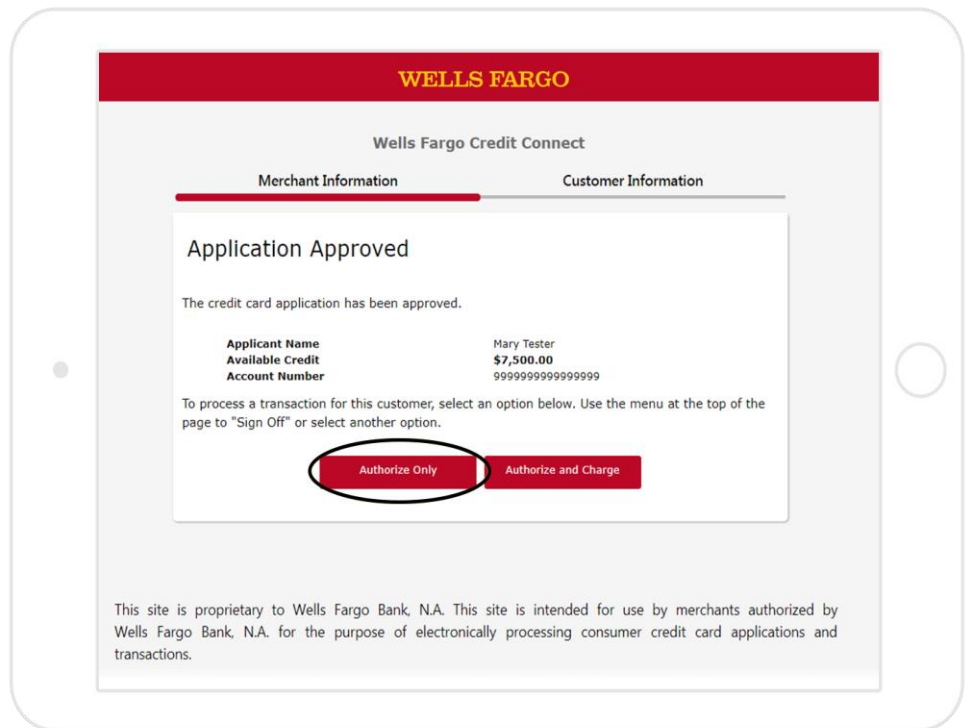 WELLS FARGO
Wells Fargo Credit Connect
Merchant Information Customer Information
Application Approved
The credit card application has been approved.
Applicant Name Mary Tester
Available Credit $7,500.00
Account Number 9999999999999999
To process a transaction for this customer, select an option below. Use the menu at the top of the
page to "Sign Off" or select another option.
Authorize Only Authorize and Charge
This site is proprietary to Wells Fargo Bank, N.A. This site is intended for use by merchants authorized by
Wells Fargo Bank, N.A. for the purpose of electronically processing consumer credit card applications and
transactions.